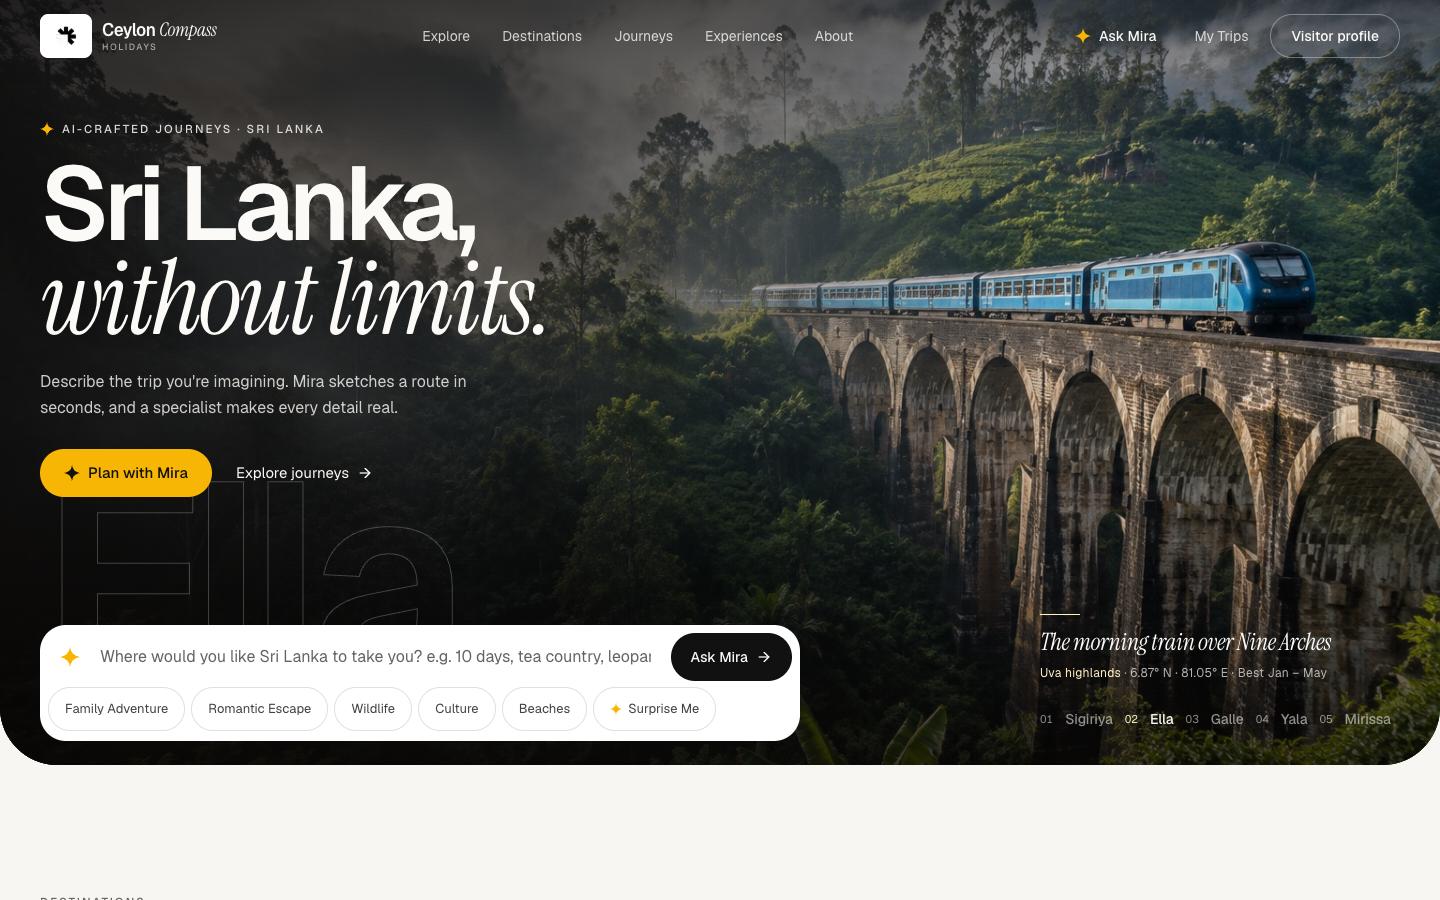 Ceylon Compass
HOLIDAYS
Explore
Destinations
Journeys
Experiences
About
Ask Mira
My Trips
Visitor profile
AI-CRAFTED JOURNEYS · SRI LANKA
Sri Lanka,
without limits.
Describe the trip you're imagining. Mira sketches a route in
seconds, and a specialist makes every detail real.
Plan with Mira
Explore journeys →
Ella
Where would you like Sri Lanka to take you? e.g. 10 days, tea country, leopar
Ask Mira →
Family Adventure
Romantic Escape
Wildlife
Culture
Beaches
Surprise Me
The morning train over Nine Arches
Uva highlands · 6.87° N · 81.05° E · Best Jan – May
01 Sigiriya 02 Ella 03 Galle 04 Yala 05 Mirissa
DESTINATIONS